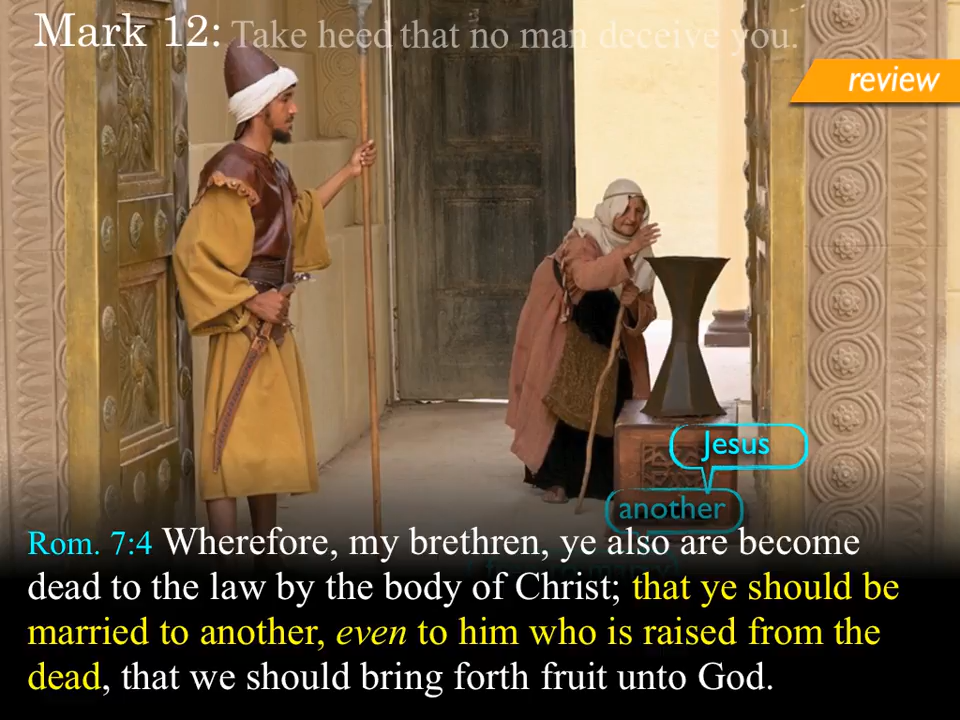 Mark 12: Take heed that no man deceive you.
review
Jesus
another
Rom. 7:4 Wherefore, my brethren, ye also are become
dead to the law by the body of Christ; that ye should be
married to another, even to him who is raised from the
dead, that we should bring forth fruit unto God.